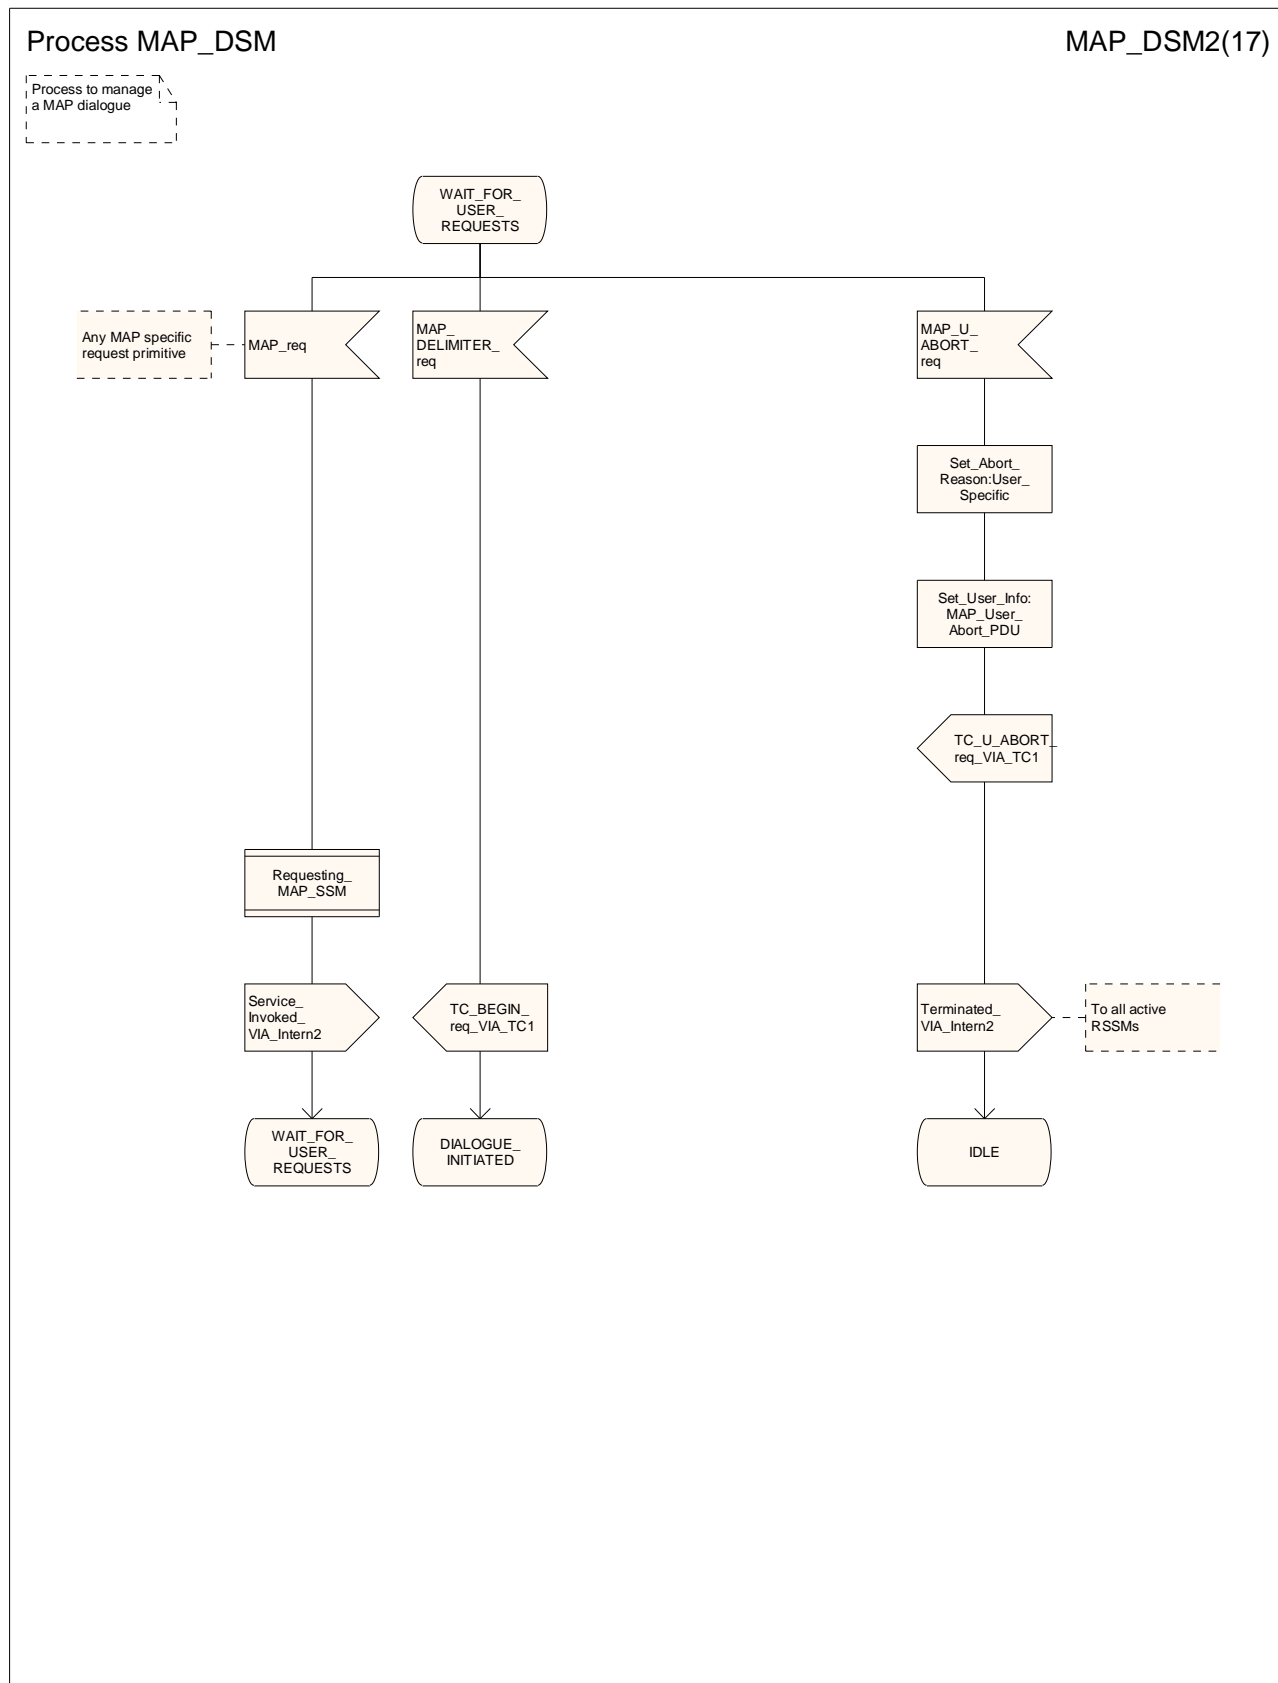 Process MAP_DSM
MAP_DSM2(17)
Process to manage
a MAP dialogue
WAIT_FOR_
USER_
REQUESTS
Any MAP specific
request primitive
MAP_req
MAP_
DELIMITER_
req
MAP_U_
ABORT_
req
Set_Abort_
Reason:User_
Specific
Set_User_Info:
MAP_User_
Abort_PDU
TC_U_ABORT_
req_VIA_TC1
Requesting_
MAP_SSM
Service_
Invoked_
VIA_Intern2
TC_BEGIN_
req_VIA_TC1
Terminated_
VIA_Intern2
To all active
RSSMs
WAIT_FOR_
USER_
REQUESTS
DIALOGUE_
INITIATED
IDLE